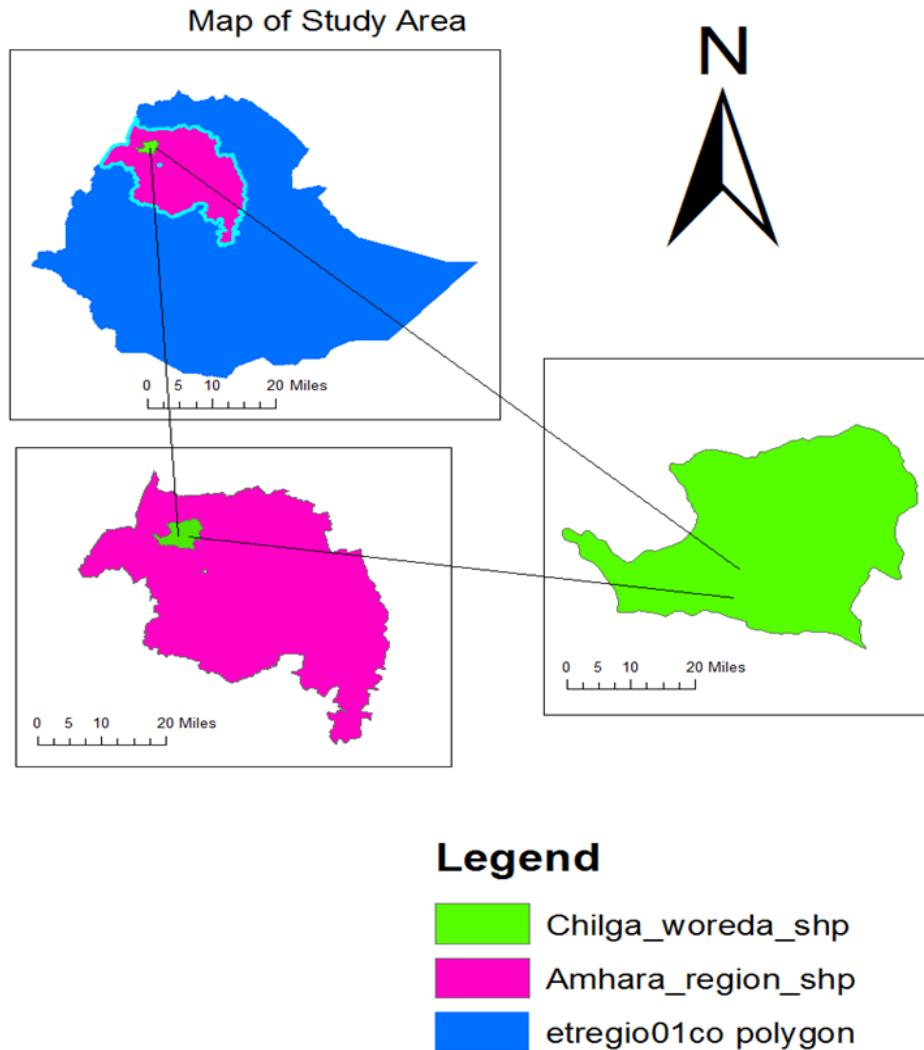 Map of Study Area
N
0 5 10 20 Miles
0 5 10 20 Miles
0 5 10 20 Miles
Legend
Chilga_woreda_shp
Amhara_region_shp
etregio01co polygon